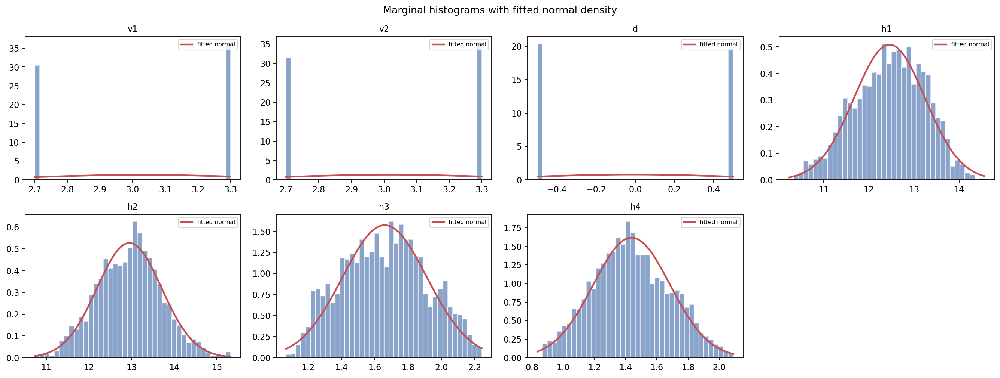 Marginal histograms with fitted normal density
v1
fitted normal
35
30
25
20
15
10
5
0
2.7 2.8 2.9 3.0 3.1 3.2 3.3
v2
fitted normal
35
30
25
20
15
10
5
0
2.7 2.8 2.9 3.0 3.1 3.2 3.3
d
fitted normal
20
15
10
5
0
−0.4 −0.2 0.0 0.2 0.4
h1
fitted normal
0.5
0.4
0.3
0.2
0.1
0.0
11 12 13 14
h2
fitted normal
0.6
0.5
0.4
0.3
0.2
0.1
0.0
11 12 13 14 15
h3
fitted normal
1.50
1.25
1.00
0.75
0.50
0.25
0.00
1.2 1.4 1.6 1.8 2.0 2.2
h4
fitted normal
1.75
1.50
1.25
1.00
0.75
0.50
0.25
0.00
0.8 1.0 1.2 1.4 1.6 1.8 2.0